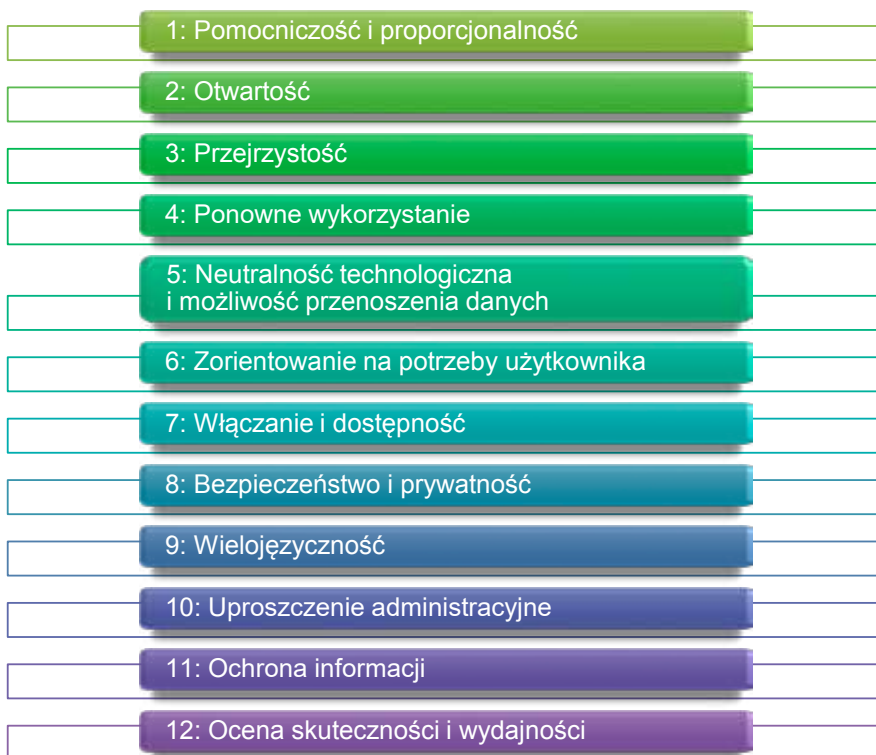 1: Pomocniczość i proporcjonalność
2: Otwartość
3: Przejrzystość
4: Ponowne wykorzystanie
5: Neutralność technologiczna
i możliwość przenoszenia danych
6: Zorientowanie na potrzeby użytkownika
7: Włączanie i dostępność
8: Bezpieczeństwo i prywatność
9: Wielojęzyczność
10: Uproszczenie administracyjne
11: Ochrona informacji
12: Ocena skuteczności i wydajności